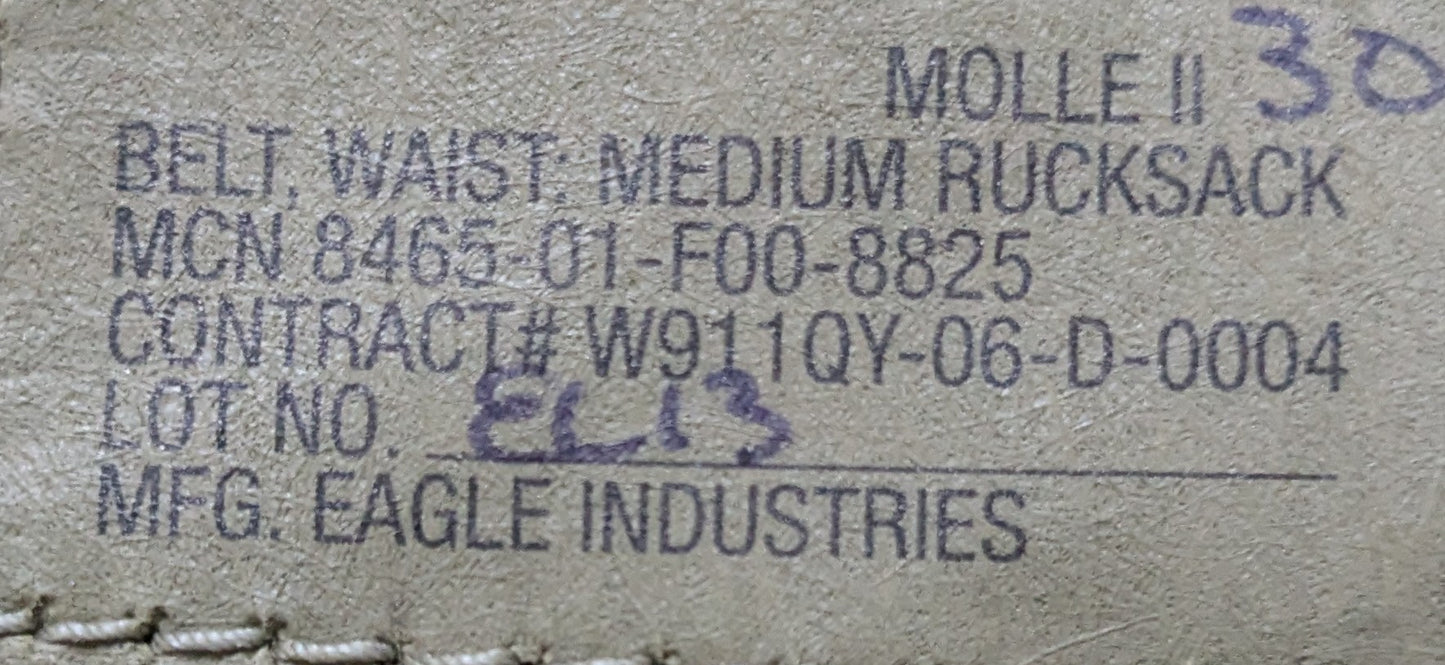 MOLLE II 30
BELT, WAIST: MEDIUM RUCKSACK
MCN 8465-01-F00-8825
CONTRACT# W911QY-06-D-0004
LOT NO. EL13
MFG. EAGLE INDUSTRIES